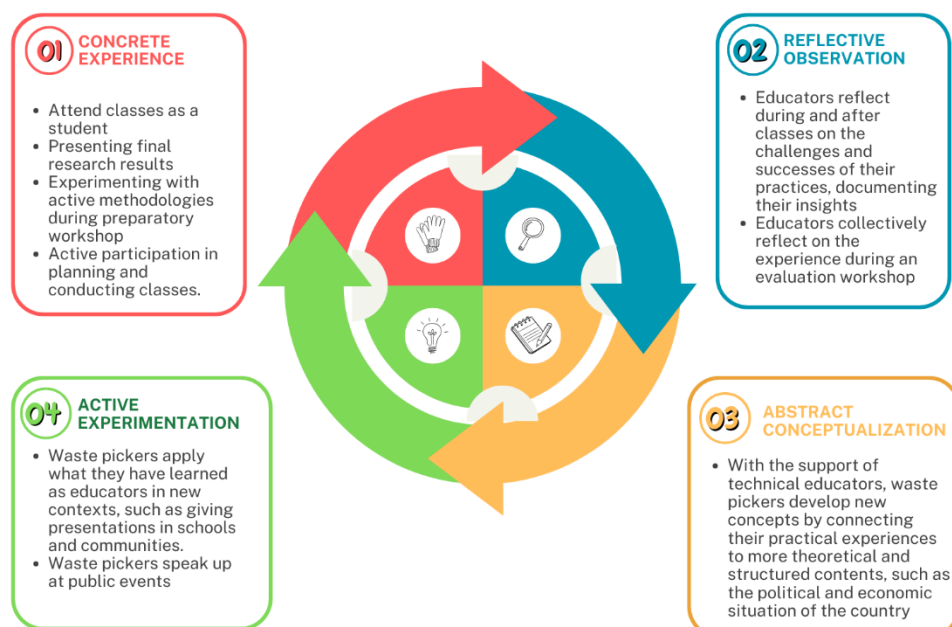 01 CONCRETE
EXPERIENCE
• Attend classes as a
student
• Presenting final
research results
• Experimenting with
active methodologies
during preparatory
workshop
• Active participation in
planning and
conducting classes.
02 REFLECTIVE
OBSERVATION
• Educators reflect
during and after
classes on the
challenges and
successes of their
practices, documenting
their insights
• Educators collectively
reflect on the
experience during an
evaluation workshop
03 ABSTRACT
CONCEPTUALIZATION
• With the support of
technical educators, waste
pickers develop new
concepts by connecting
their practical experiences
to more theoretical and
structured contents, such as
the political and economic
situation of the country
04 ACTIVE
EXPERIMENTATION
• Waste pickers apply
what they have learned
as educators in new
contexts, such as giving
presentations in schools
and communities.
• Waste pickers speak up
at public events